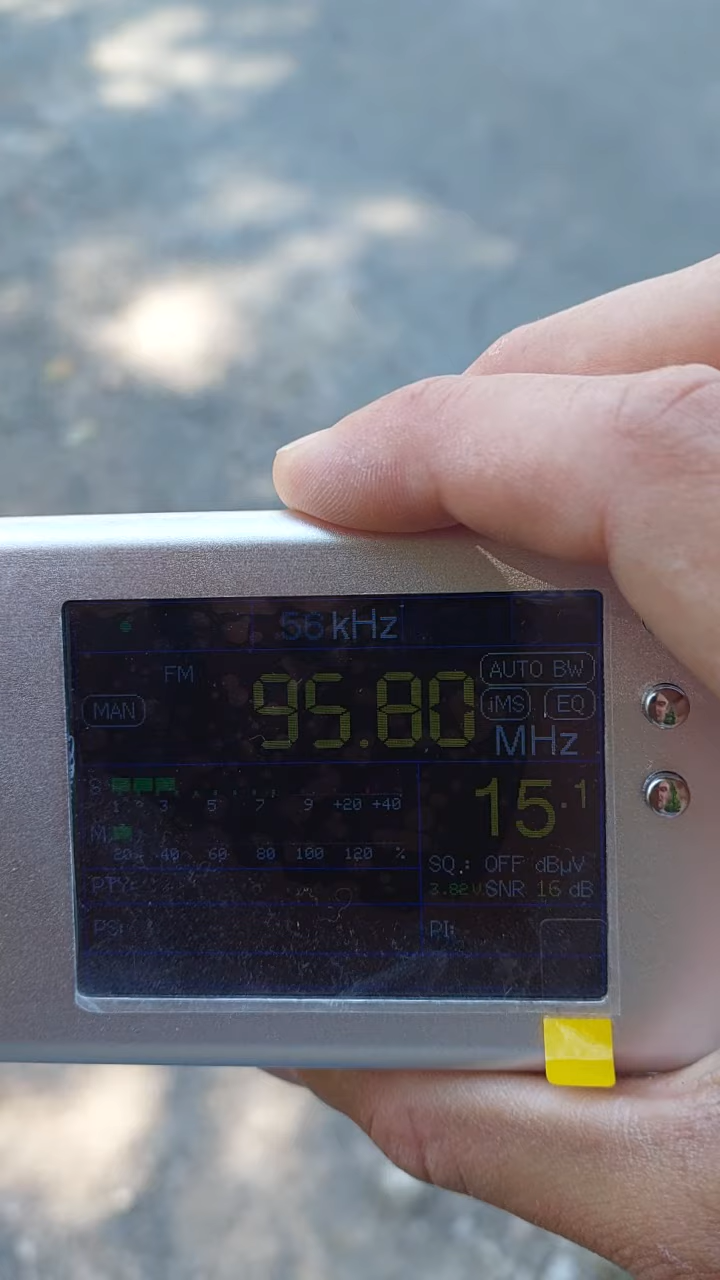 56 kHz
FM AUTO BW
MAN 95.80 iMS EQ
MHz
S
1 3 5 7 9 +20 +40
15.1
M
20 40 60 80 100 120 %
SQ.: OFF dBµV
3.82V SNR 16 dB
PTY:
PS: PI: